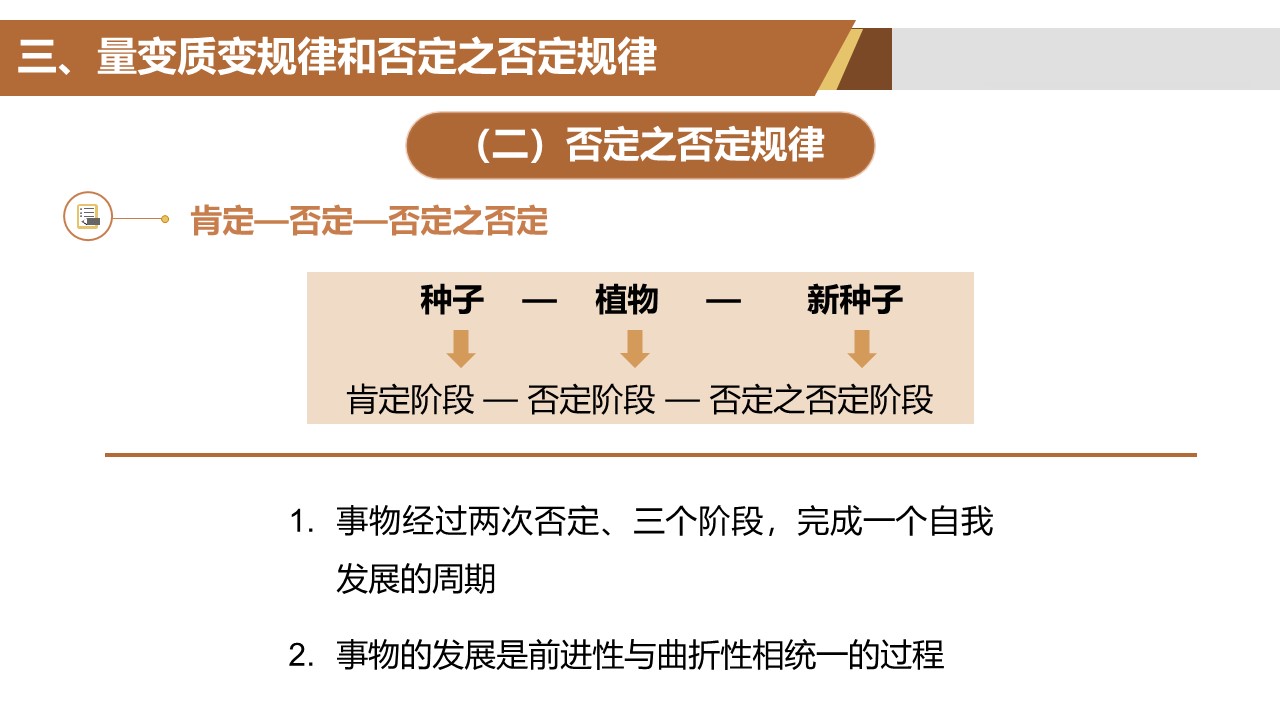 三、量变质变规律和否定之否定规律
（二）否定之否定规律
肯定—否定—否定之否定
种子 — 植物 — 新种子
肯定阶段 — 否定阶段 — 否定之否定阶段
1. 事物经过两次否定、三个阶段，完成一个自我
发展的周期
2. 事物的发展是前进性与曲折性相统一的过程